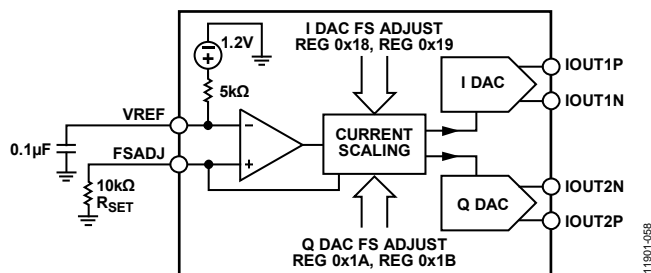 1.2V
I DAC FS ADJUST
REG 0x18, REG 0x19
5kΩ
VREF
0.1µF
FSADJ
10kΩ
RSET
–
+
CURRENT
SCALING
I DAC
IOUT1P
IOUT1N
Q DAC
IOUT2N
IOUT2P
Q DAC FS ADJUST
REG 0x1A, REG 0x1B
11901-058